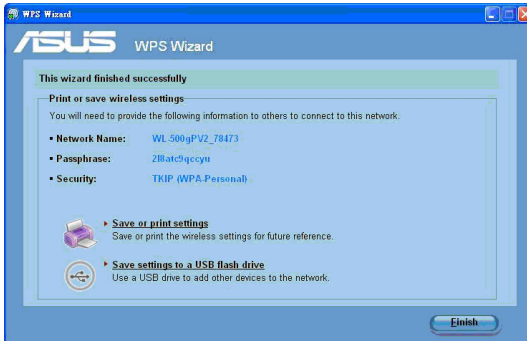 WPS Wizard
ASUS WPS Wizard
This wizard finished successfully
Print or save wireless settings
You will need to provide the following information to others to connect to this network.
▪ Network Name: WL-500gPV2_78473
▪ Passphrase: 2l8atc9qccyu
▪ Security: TKIP (WPA-Personal)
Save or print settings
Save or print the wireless settings for future reference.
Save settings to a USB flash drive
Use a USB drive to add other devices to the network.
Finish